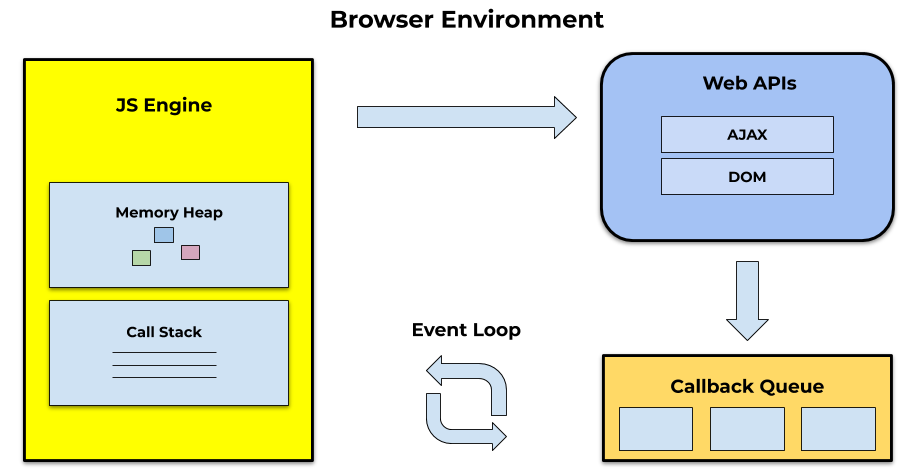 Browser Environment
JS Engine
Memory Heap
Call Stack
Web APIs
AJAX
DOM
Event Loop
Callback Queue